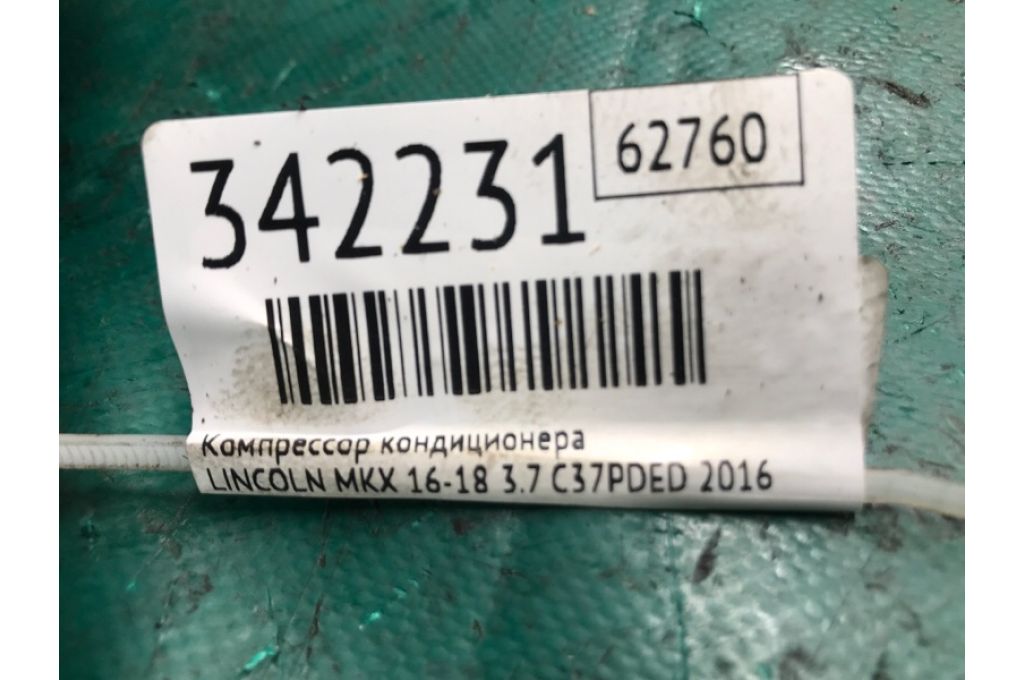 342231
62760
Компрессор кондиционера
LINCOLN MKX 16-18 3.7 C37PDED 2016